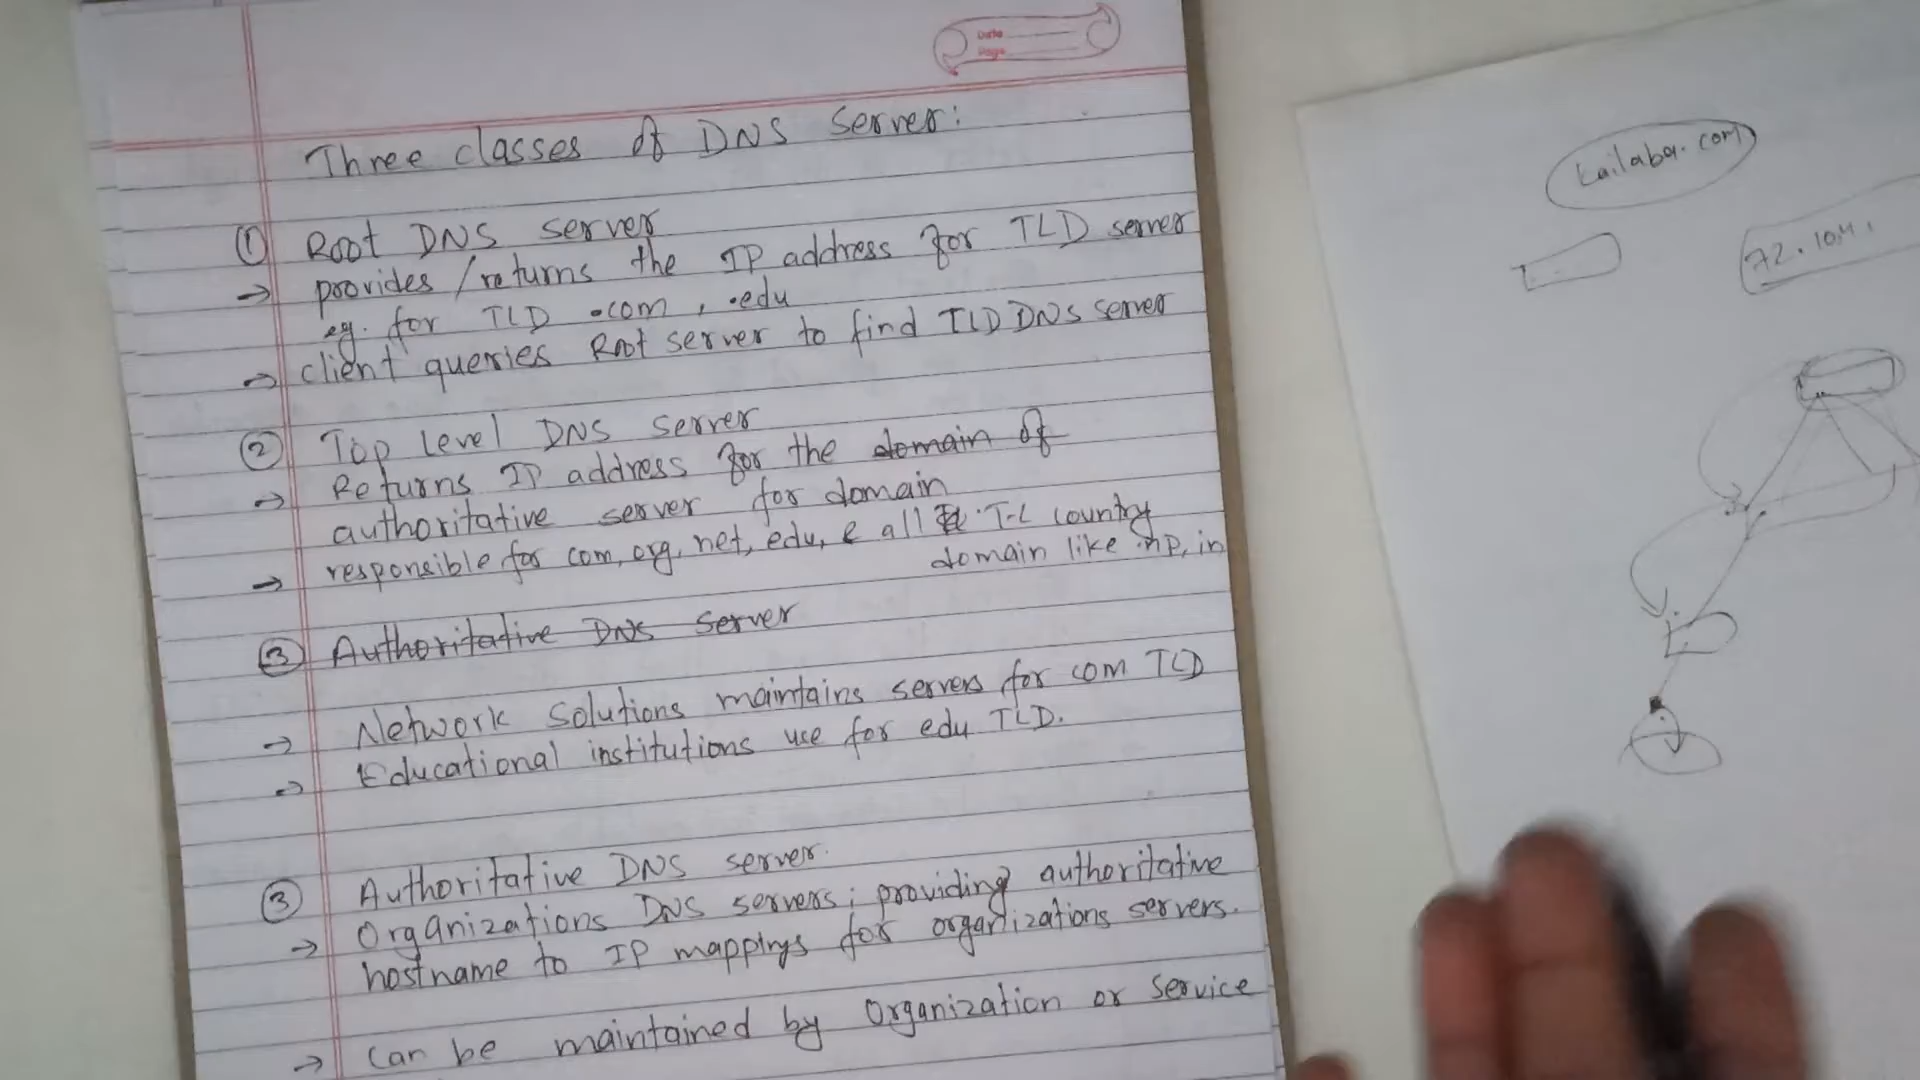 Date
Page
Three classes of DNS server:
① Root DNS server
→ provides/returns the IP address for TLD server
eg. for TLD .com, .edu
→ client queries Root server to find TLD DNS server
② Top level DNS server
→ Returns IP address for the domain of
authoritative server for domain
→ responsible for com, org, net, edu, & all T-L country
domain like .np, in
③ Authoritative DNS server
→ Network solutions maintains servers for com TLD
→ Educational institutions use for edu TLD.
③ Authoritative DNS server.
→ Organizations DNS servers; providing authoritative
hostname to IP mappings for organizations servers.
→ can be maintained by organization or service
kailaba.com
72.104.